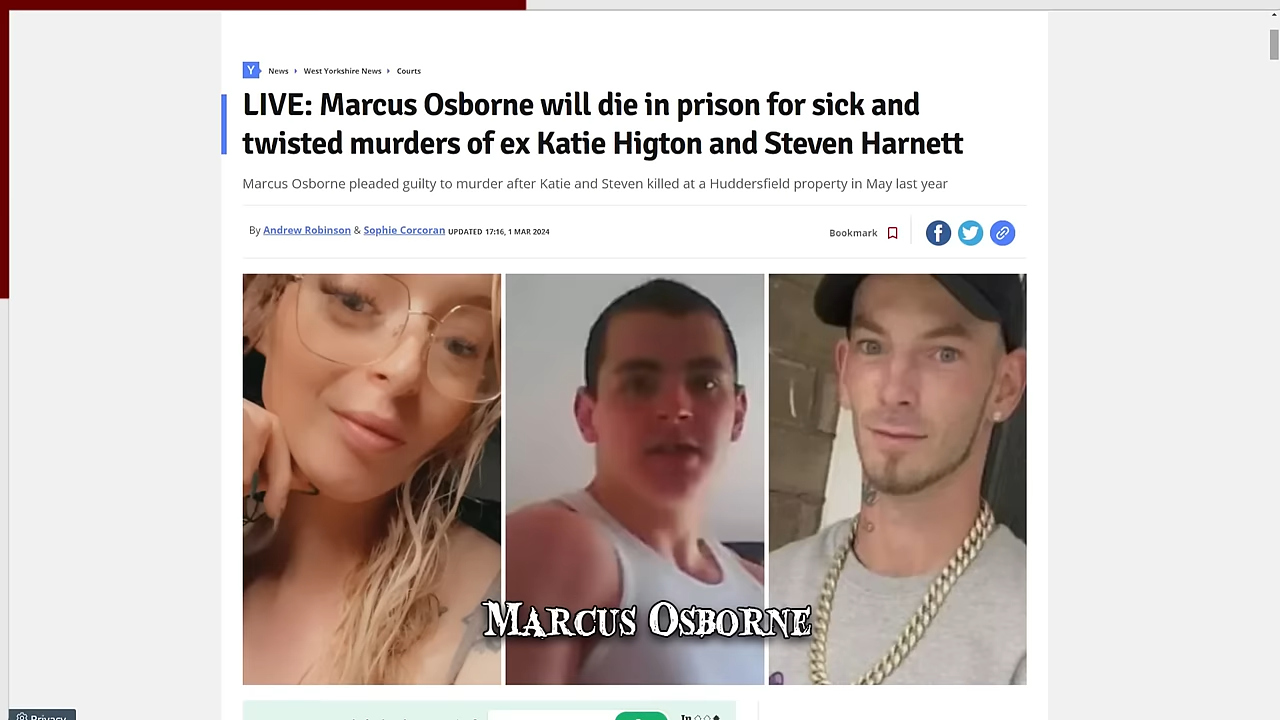 Y News West Yorkshire News Courts
LIVE: Marcus Osborne will die in prison for sick and
twisted murders of ex Katie Higton and Steven Harnett
Marcus Osborne pleaded guilty to murder after Katie and Steven killed at a Huddersfield property in May last year
By Andrew Robinson & Sophie Corcoran UPDATED 17:16, 1 MAR 2024
Bookmark
MARCUS OSBORNE
Privacy